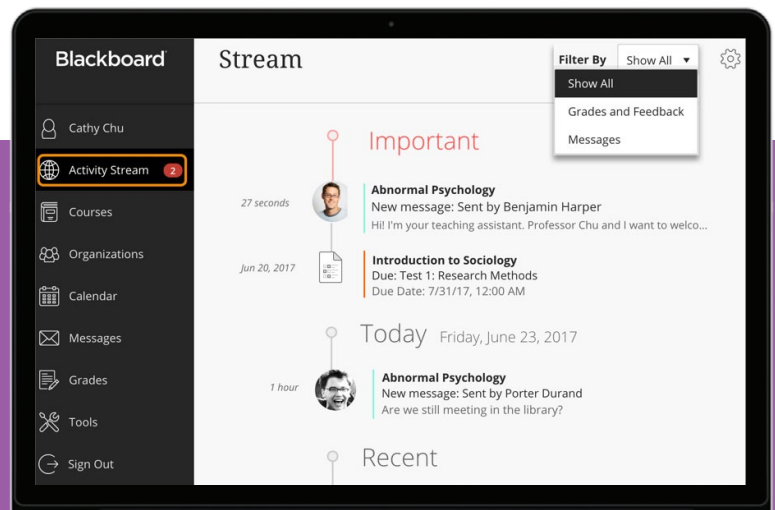 Blackboard
Cathy Chu
Activity Stream 2
Courses
Organizations
Calendar
Messages
Grades
Tools
Sign Out
Stream
Filter By Show All
Show All
Grades and Feedback
Messages
Important
27 seconds
Abnormal Psychology
New message: Sent by Benjamin Harper
Hi! I'm your teaching assistant. Professor Chu and I want to welco...
Jun 20, 2017
Introduction to Sociology
Due: Test 1: Research Methods
Due Date: 7/31/17, 12:00 AM
Today Friday, June 23, 2017
1 hour
Abnormal Psychology
New message: Sent by Porter Durand
Are we still meeting in the library?
Recent